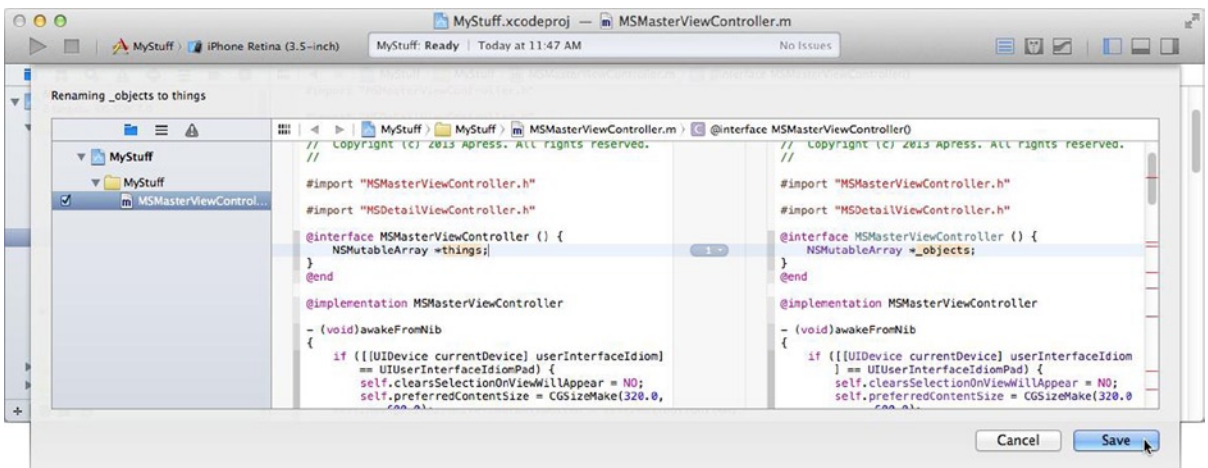 MyStuff.xcodeproj — m MSMasterViewController.m
MyStuff › iPhone Retina (3.5-inch)
MyStuff: Ready | Today at 11:47 AM
No Issues
Renaming _objects to things
MyStuff › MyStuff › m MSMasterViewController.m › C @interface MSMasterViewController()
MyStuff
MyStuff
m MSMasterViewControl...
// Copyright (c) 2013 Apress. All rights reserved.
//
#import "MSMasterViewController.h"
#import "MSDetailViewController.h"
@interface MSMasterViewController () {
NSMutableArray *things;
}
@end
@implementation MSMasterViewController
- (void)awakeFromNib
{
if ([[UIDevice currentDevice] userInterfaceIdiom]
== UIUserInterfaceIdiomPad) {
self.clearsSelectionOnViewWillAppear = NO;
self.preferredContentSize = CGSizeMake(320.0,
600.0);
1
// Copyright (c) 2013 Apress. All rights reserved.
//
#import "MSMasterViewController.h"
#import "MSDetailViewController.h"
@interface MSMasterViewController () {
NSMutableArray *_objects;
}
@end
@implementation MSMasterViewController
- (void)awakeFromNib
{
if ([[UIDevice currentDevice] userInterfaceIdiom
] == UIUserInterfaceIdiomPad) {
self.clearsSelectionOnViewWillAppear = NO;
self.preferredContentSize = CGSizeMake(320.0
, 600.0);
Cancel
Save